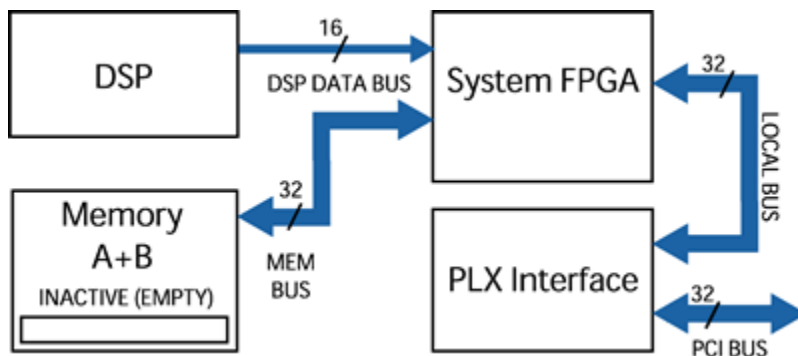 DSP
16
DSP DATA BUS
System FPGA
32
LOCAL BUS
Memory
A+B
INACTIVE (EMPTY)
32
MEM
BUS
PLX Interface
32
PCI BUS